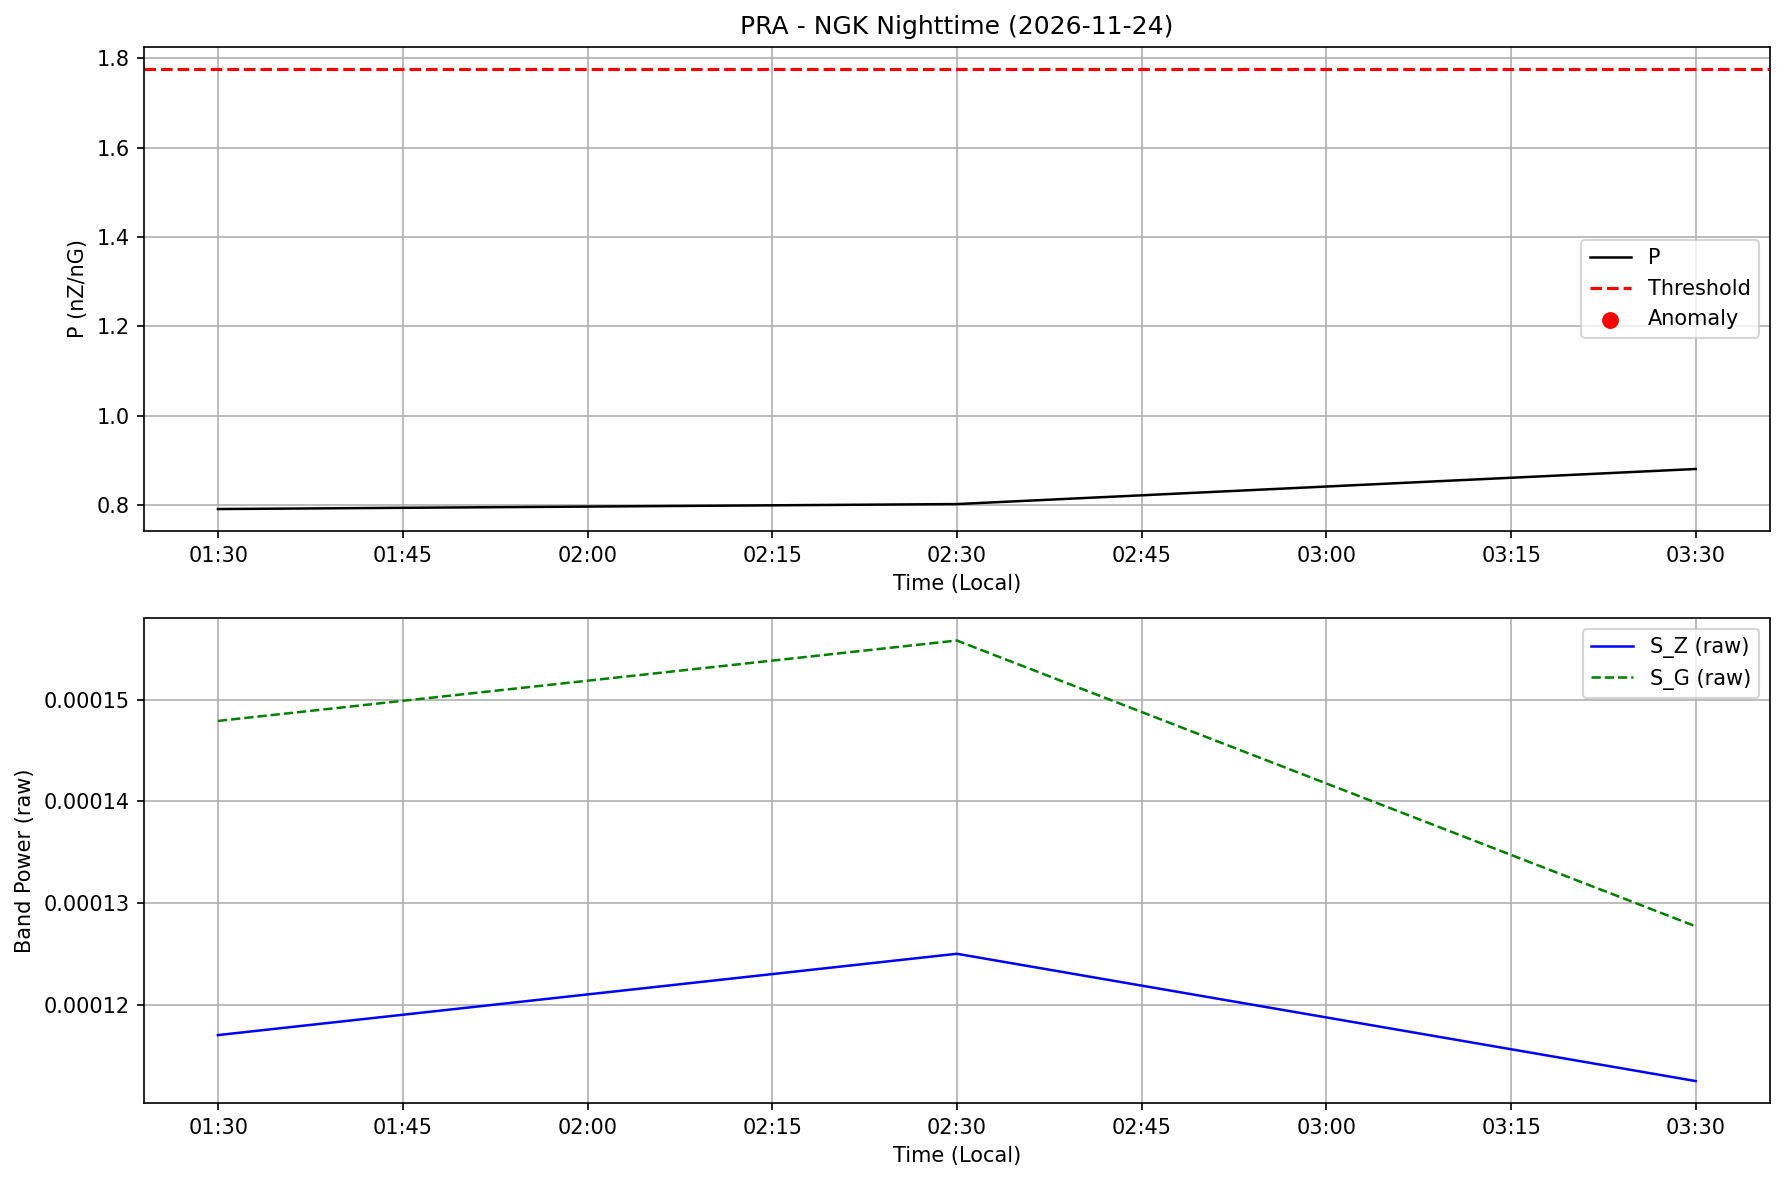 PRA - NGK Nighttime (2026-11-24)
P (nZ/nG)
1.8
1.6
1.4
1.2
1.0
0.8
P
Threshold
Anomaly
01:30 01:45 02:00 02:15 02:30 02:45 03:00 03:15 03:30
Time (Local)
Band Power (raw)
0.00015
0.00014
0.00013
0.00012
S_Z (raw)
S_G (raw)
01:30 01:45 02:00 02:15 02:30 02:45 03:00 03:15 03:30
Time (Local)